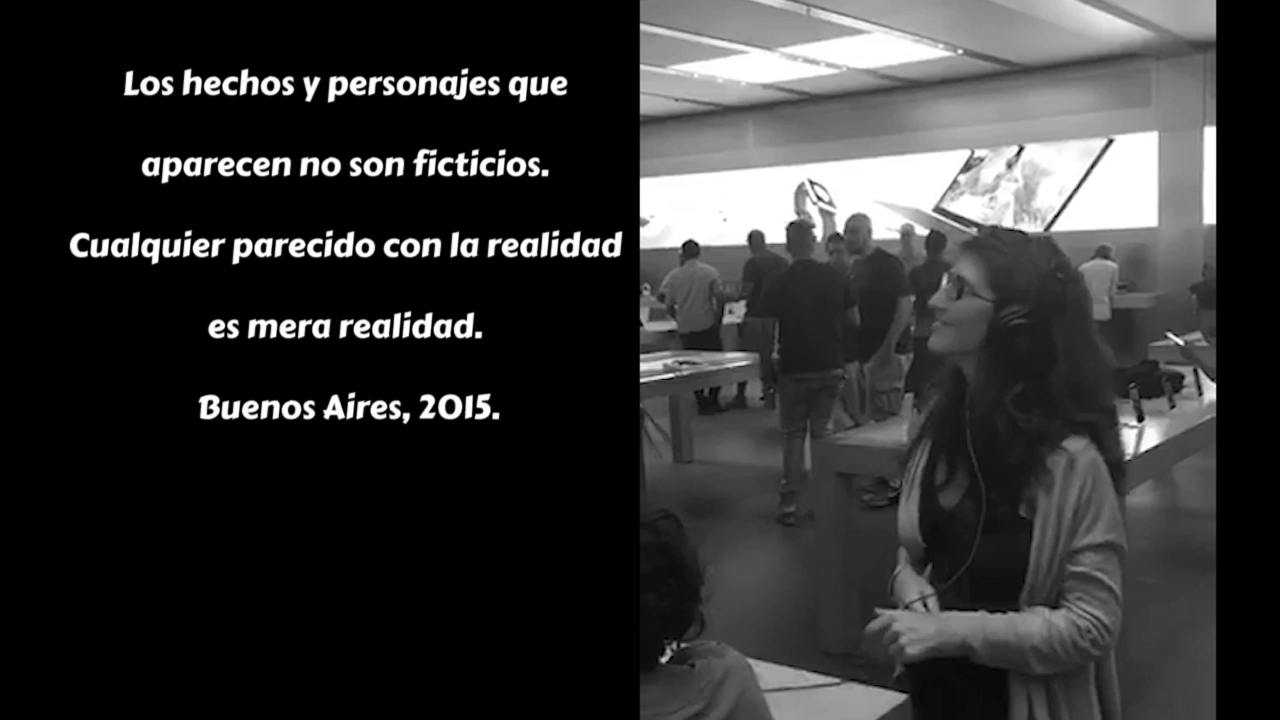 Los hechos y personajes que
aparecen no son ficticios.
Cualquier parecido con la realidad
es mera realidad.
Buenos Aires, 2015.